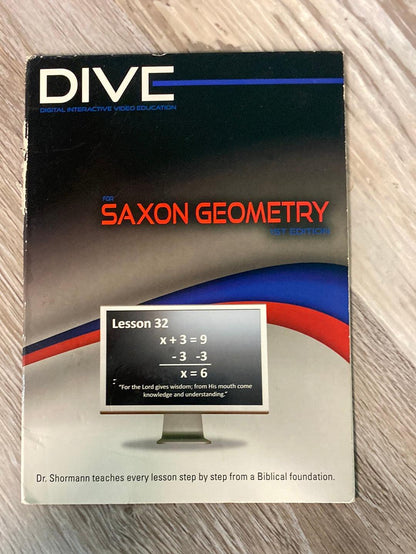 DIVE
DIGITAL INTERACTIVE VIDEO EDUCATION
FOR
SAXON GEOMETRY
1ST EDITION
Lesson 32
x + 3 = 9
- 3 -3
x = 6
"For the Lord gives wisdom; from His mouth come
knowledge and understanding."
Dr. Shormann teaches every lesson step by step from a Biblical foundation.